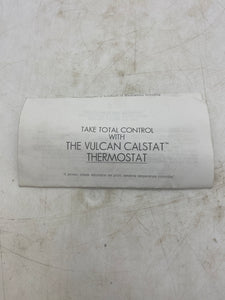 TAKE TOTAL CONTROL
WITH
THE VULCAN CALSTAT™
THERMOSTAT